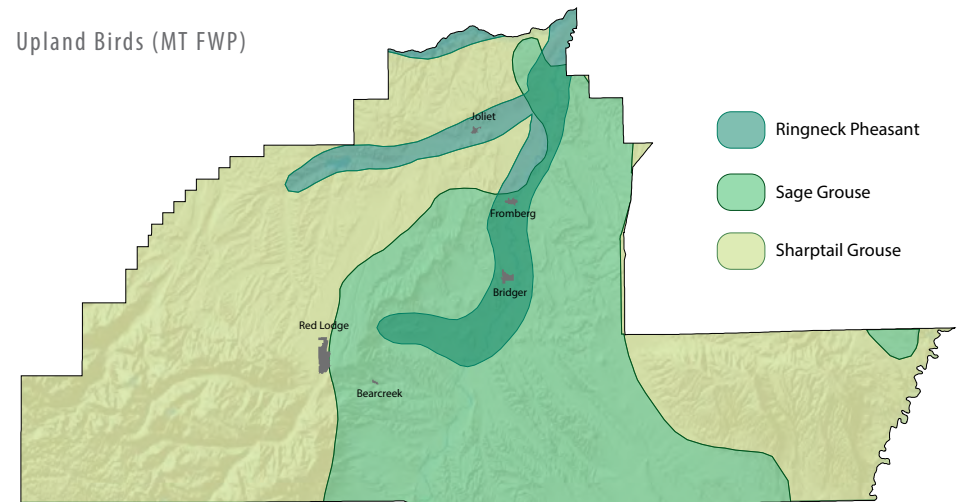 Upland Birds (MT FWP)
Joliet
Ringneck Pheasant
Sage Grouse
Fromberg
Sharptail Grouse
Bridger
Red Lodge
Bearcreek